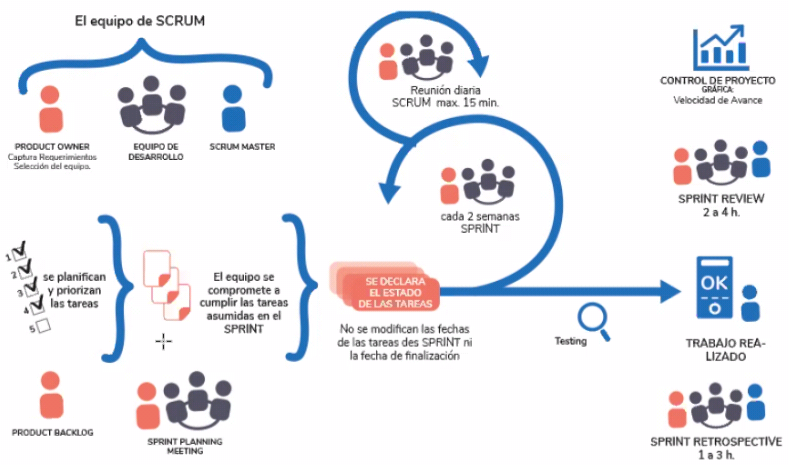 El equipo de SCRUM
PRODUCT OWNER
Captura Requerimientos
Selección del equipo.
EQUIPO DE
DESARROLLO
SCRUM MASTER
Reunión diaria
SCRUM max. 15 min.
CONTROL DE PROYECTO
GRÁFICA:
Velocidad de Avance
cada 2 semanas
SPRINT
SPRINT REVIEW
2 a 4 h.
1
2
3
4
5
se planifican
y priorizan
las tareas
El equipo se
compromete a
cumplir las tareas
asumidas en el
SPRINT
SE DECLARA
EL ESTADO
DE LAS TAREAS
No se modifican las fechas
de las tareas des SPRINT ni
la fecha de finalización
Testing
OK
TRABAJO REA-
LIZADO
PRODUCT BACKLOG
SPRINT PLANNING
MEETING
SPRINT RETROSPECTIVE
1 a 3 h.